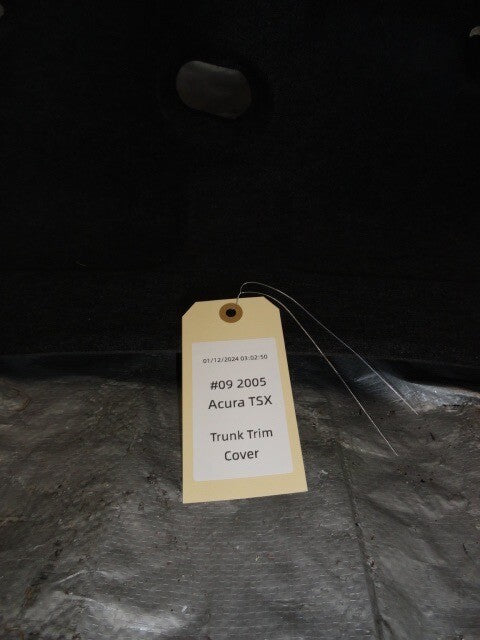 01/12/2024 03:02:50
#09 2005
Acura TSX
Trunk Trim
Cover